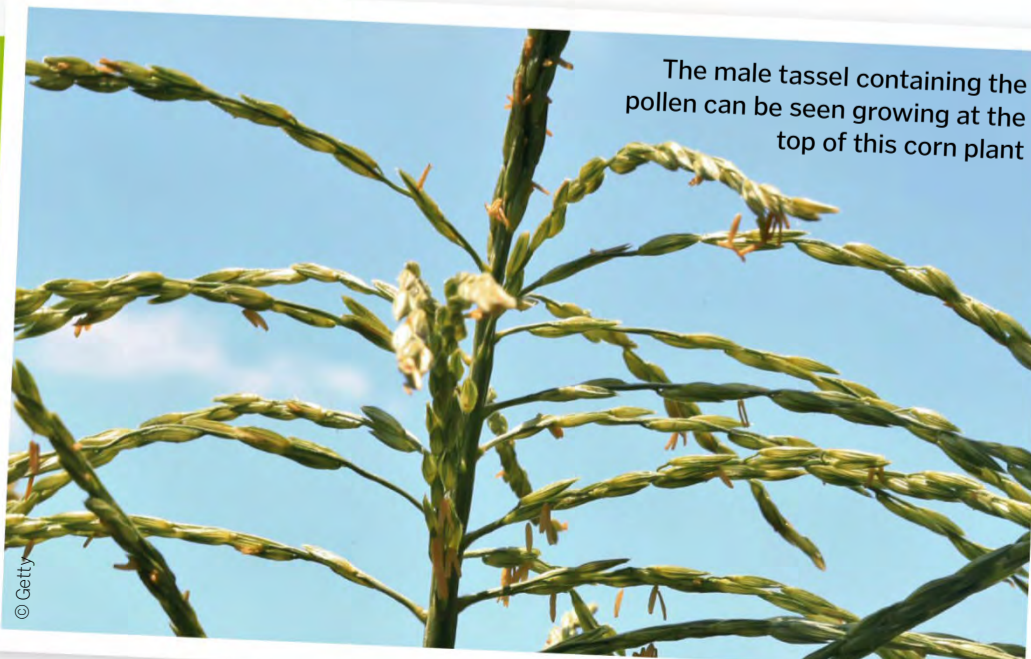 The male tassel containing the
pollen can be seen growing at the
top of this corn plant
© Getty